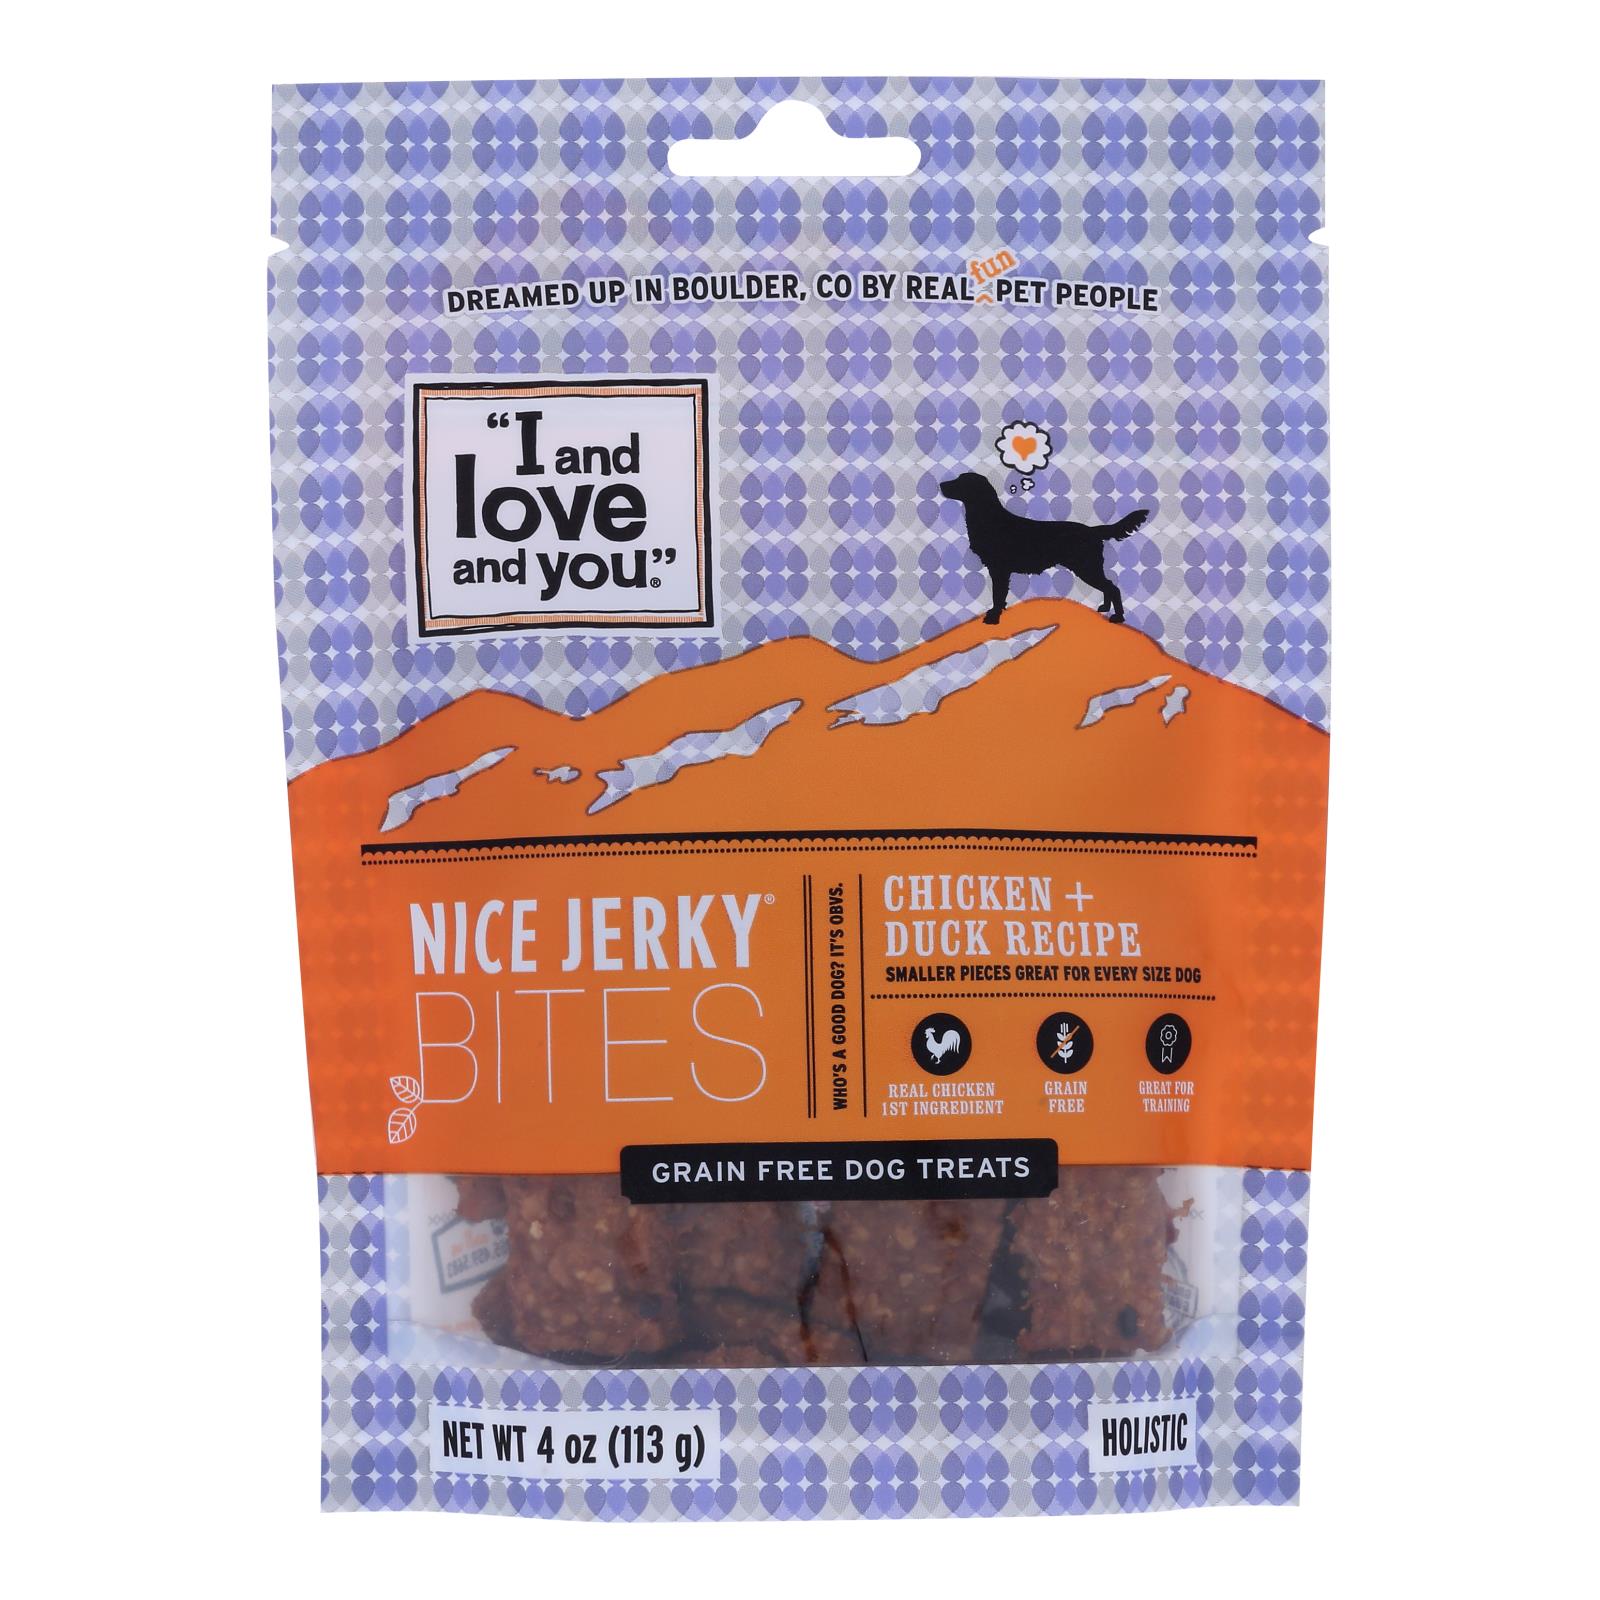 fun
DREAMED UP IN BOULDER, CO BY REAL ^ PET PEOPLE
“I and
love
and you”®
NICE JERKY®
BITES
WHO'S A GOOD DOG? IT'S OBVS.
CHICKEN +
DUCK RECIPE
SMALLER PIECES GREAT FOR EVERY SIZE DOG
REAL CHICKEN
1ST INGREDIENT
GRAIN
FREE
GREAT FOR
TRAINING
GRAIN FREE DOG TREATS
NET WT 4 oz (113 g)
HOLISTIC